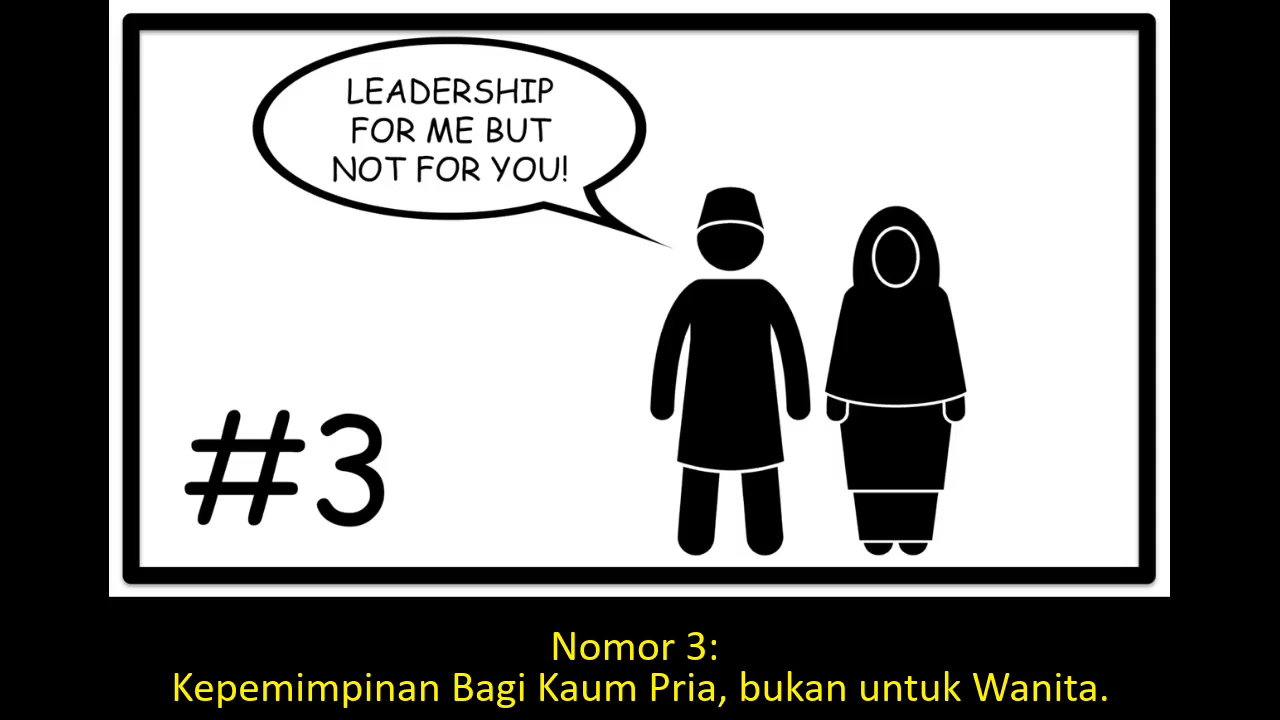 LEADERSHIP
FOR ME BUT
NOT FOR YOU!
#3
Nomor 3:
Kepemimpinan Bagi Kaum Pria, bukan untuk Wanita.